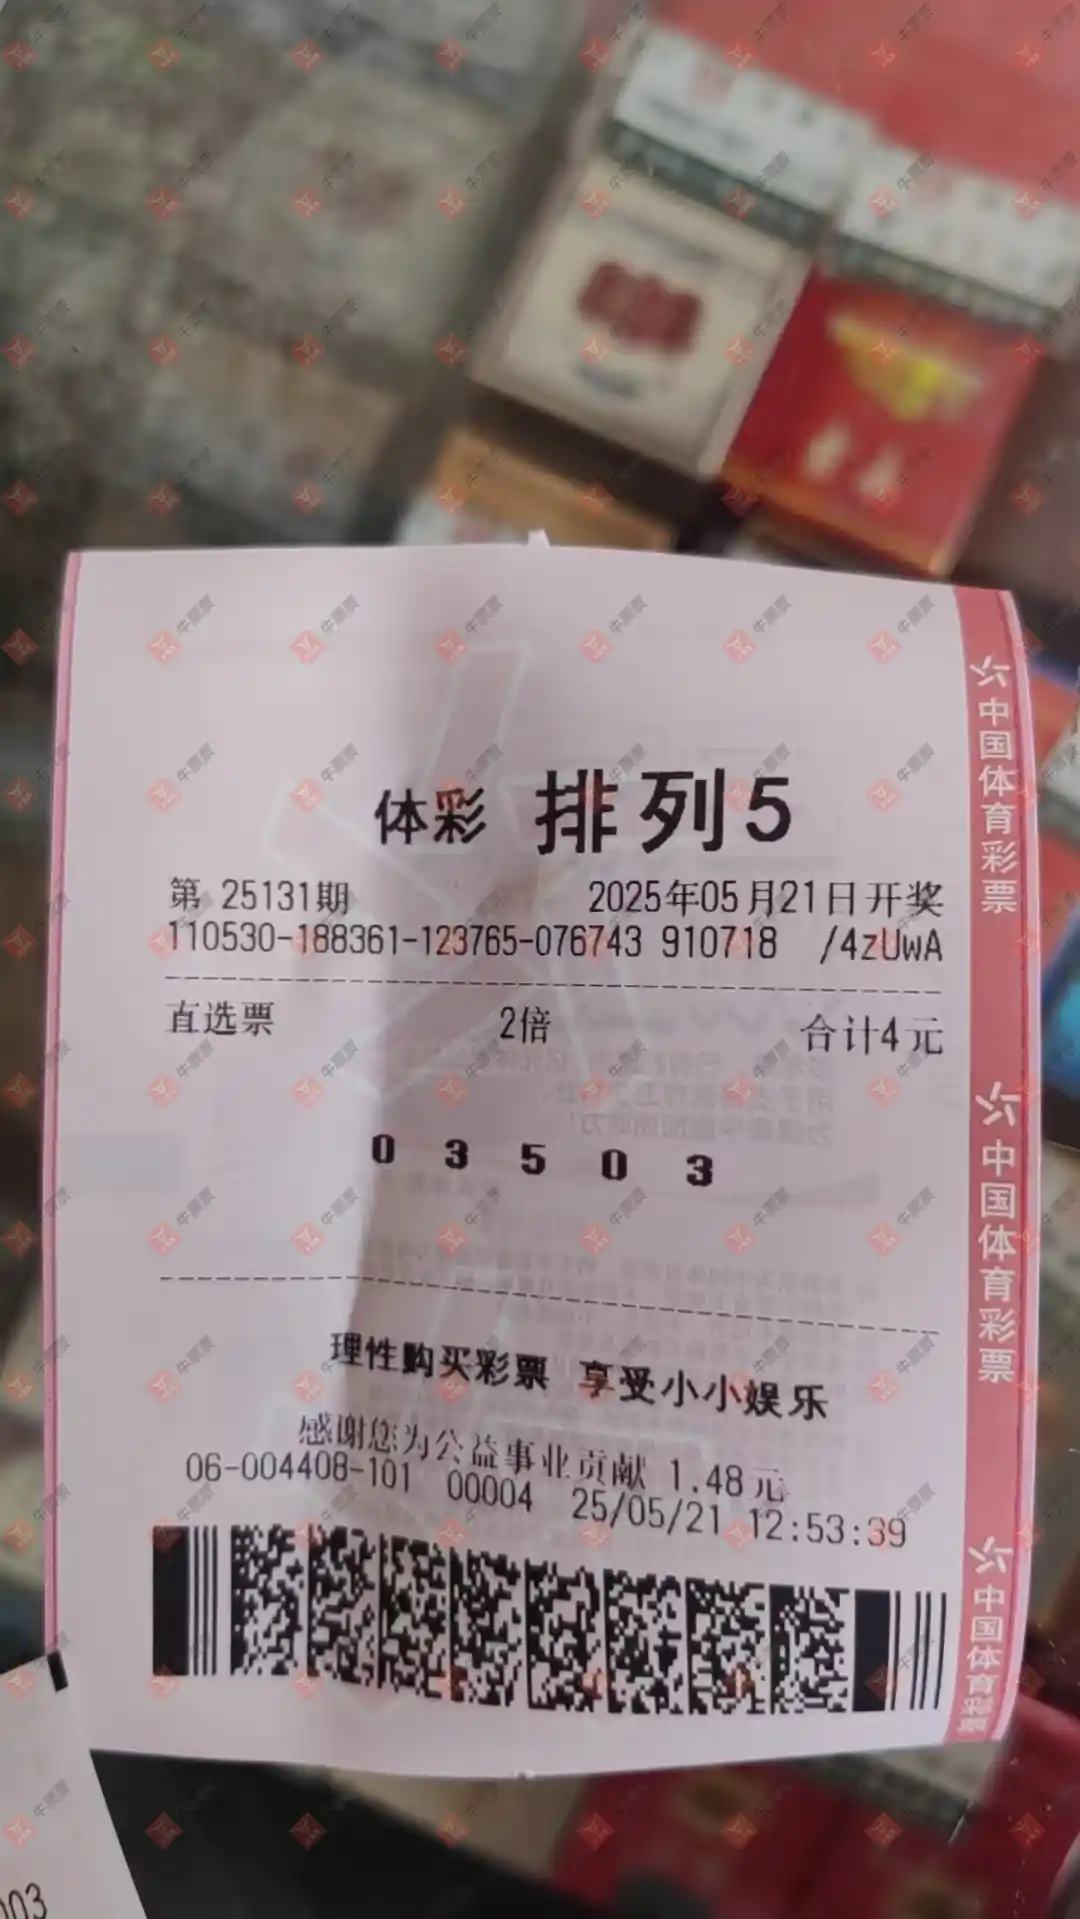 体彩 排列5
第 25131期 2025年05月21日开奖
110530-188361-123765-076743 910718 /4zUwA
直选票 2倍 合计4元
0 3 5 0 3
理性购买彩票 享受小小娱乐
感谢您为公益事业贡献 1.48元
06-004408-101 00004 25/05/21 12:53:39
中国体育彩票
中国体育彩票
中国体育彩票
003
牛票票